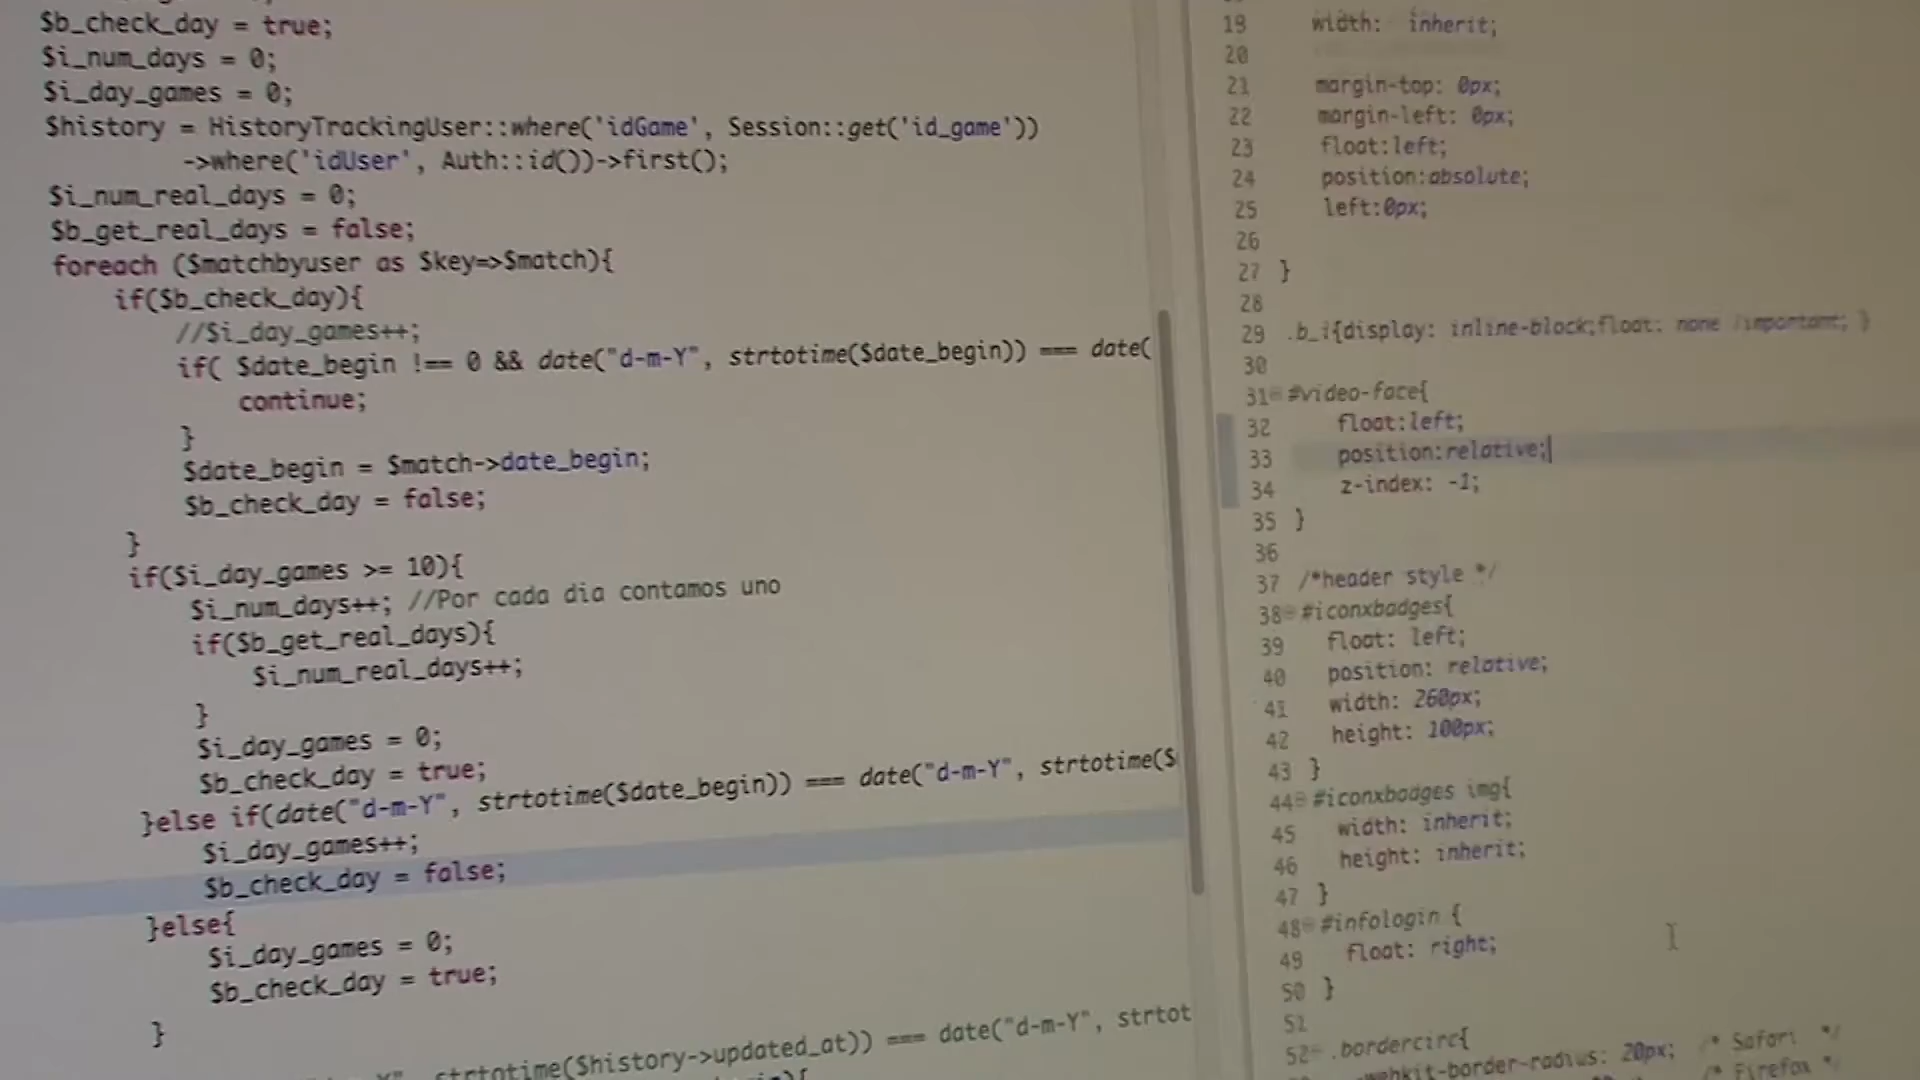 $b_check_day = true;
$i_num_days = 0;
$i_day_games = 0;
$history = HistoryTrackingUser::where('idGame', Session::get('id_game'))
->where('idUser', Auth::id())->first();
$i_num_real_days = 0;
$b_get_real_days = false;
foreach ($matchbyuser as $key=>$match){
if($b_check_day){
//$i_day_games++;
if( $date_begin !== 0 && date("d-m-Y", strtotime($date_begin)) === date(
continue;
}
$date_begin = $match->date_begin;
$b_check_day = false;
}
if($i_day_games >= 10){
$i_num_days++; //Por cada dia contamos uno
if($b_get_real_days){
$i_num_real_days++;
}
$i_day_games = 0;
$b_check_day = true;
}else if(date("d-m-Y", strtotime($date_begin)) === date("d-m-Y", strtotime($
$i_day_games++;
$b_check_day = false;
}else{
$i_day_games = 0;
$b_check_day = true;
}
strtotime($history->updated_at)) === date("d-m-Y", strtot
19 width: inherit;
20
21 margin-top: 0px;
22 margin-left: 0px;
23 float:left;
24 position:absolute;
25 left:0px;
26
27 }
28
29 .b_i{display: inline-block;float: none !important; }
30
31 #video-face{
32 float:left;
33 position:relative;
34 z-index: -1;
35 }
36
37 /*header style */
38 #iconxbadges{
39 float: left;
40 position: relative;
41 width: 260px;
42 height: 100px;
43 }
44 #iconxbadges img{
45 width: inherit;
46 height: inherit;
47 }
48 #infologin {
49 float: right;
50 }
51
52 .bordercirc{
-webkit-border-radius: 20px; /* Safari */
/* Firefox */